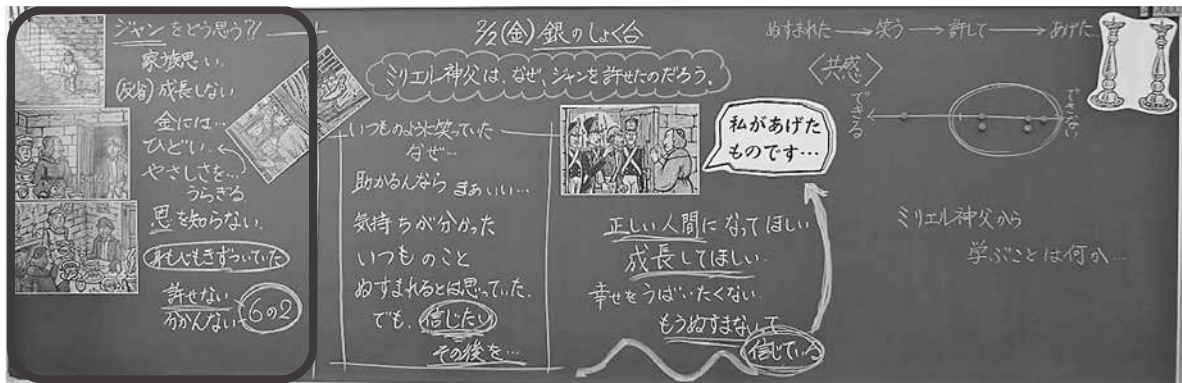 ジャンをどう思う?!
家族思い.
(反省)成長しない
金には…
ひどい.
やさしさを…
うらぎる
恩を知らない.
許せない
分かんない
6の2
2/2(金) 銀のしょく台
ミリエル神父は、なぜ、ジャンを許せたのだろう。
いつものように笑っていた
なぜ…
助かるんなら まぁいい…
気持ちが分かった
いつものこと
ぬすまれるとは思っていた.
でも、信じたい
その後を…
私があげた
ものです…
正しい人間になってほしい
成長してほしい.
幸せをうばいたくない.
もうぬすまないって
信じている
ぬすまれた→笑う→許して→あげた
〈共感〉
できる
できない
ミリエル神父から
学ぶことは何か…